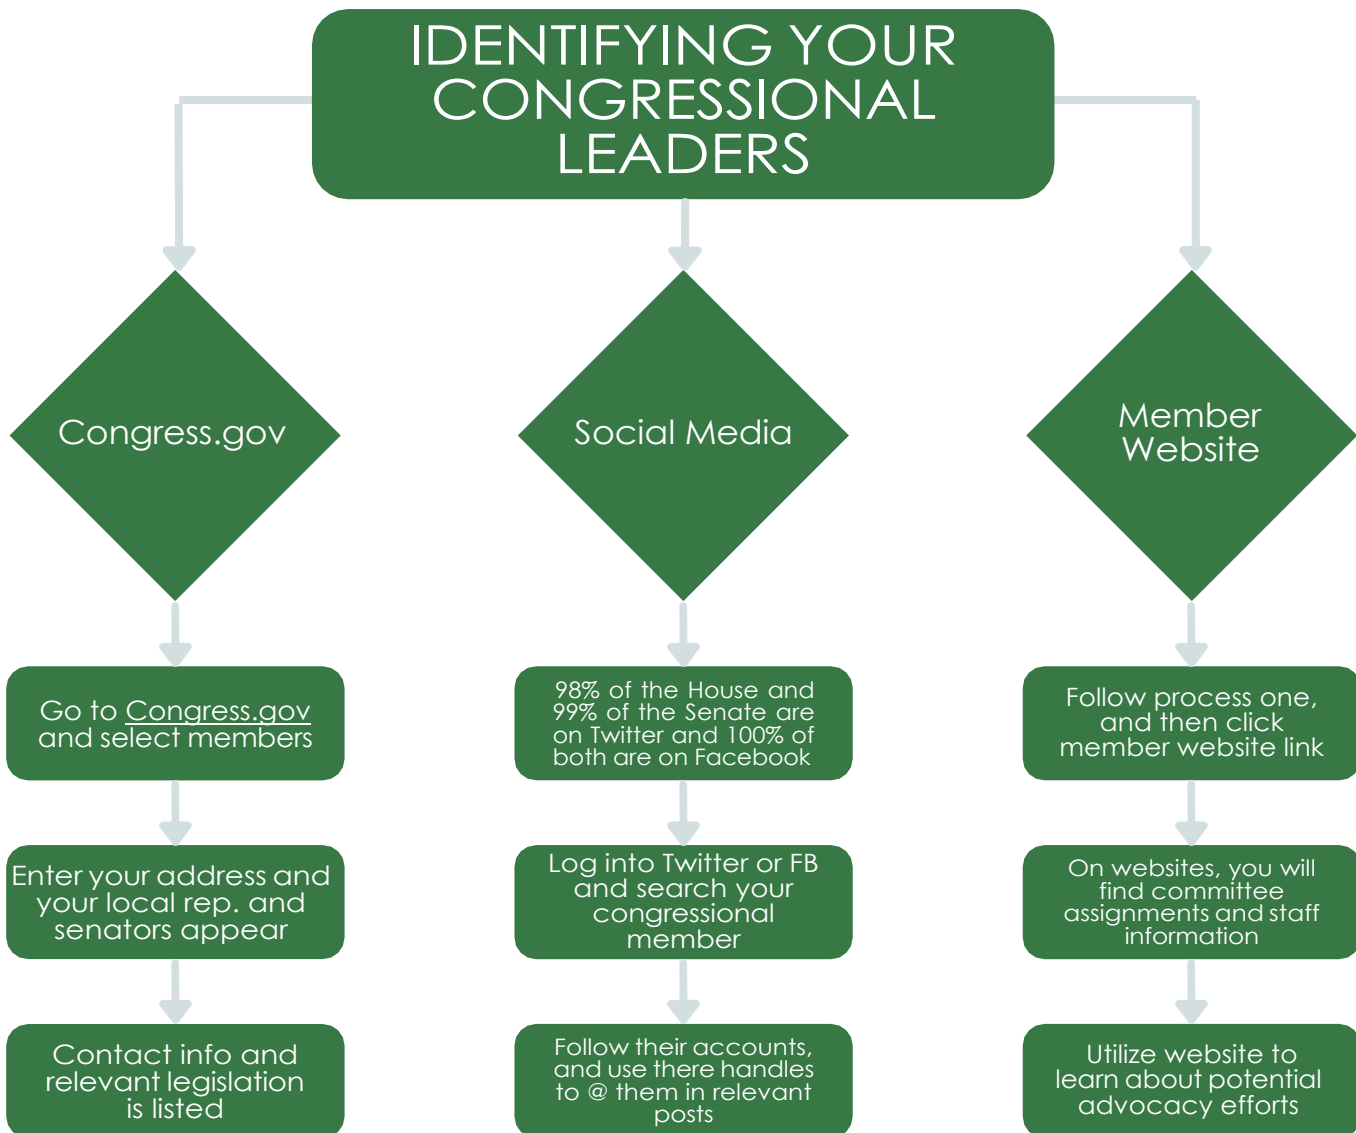 IDENTIFYING YOUR
CONGRESSIONAL
LEADERS
Congress.gov
Go to Congress.gov
and select members
Enter your address and
your local rep. and
senators appear
Contact info and
relevant legislation
is listed
Social Media
98% of the House and
99% of the Senate are
on Twitter and 100% of
both are on Facebook
Log into Twitter or FB
and search your
congressional
member
Follow their accounts,
and use there handles
to @ them in relevant
posts
Member
Website
Follow process one,
and then click
member website link
On websites, you will
find committee
assignments and staff
information
Utilize website to
learn about potential
advocacy efforts